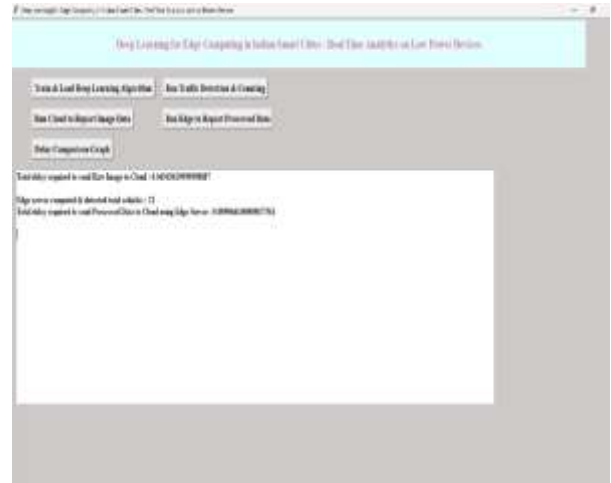 Deep Learning for Edge Computing in Indian Smart Cities: Real Time Analytics on Low Power Devices
Train & Load Deep Learning Algorithm
Run Traffic Detection & Counting
Run Cloud to Report Image Data
Run Edge to Report Processed Data
Delay Comparison Graph
Total delay required to send Raw Image to Cloud :
Edge server computed & detected total vehicles :
Total delay required to send Processed Data to Cloud using Edge Server :